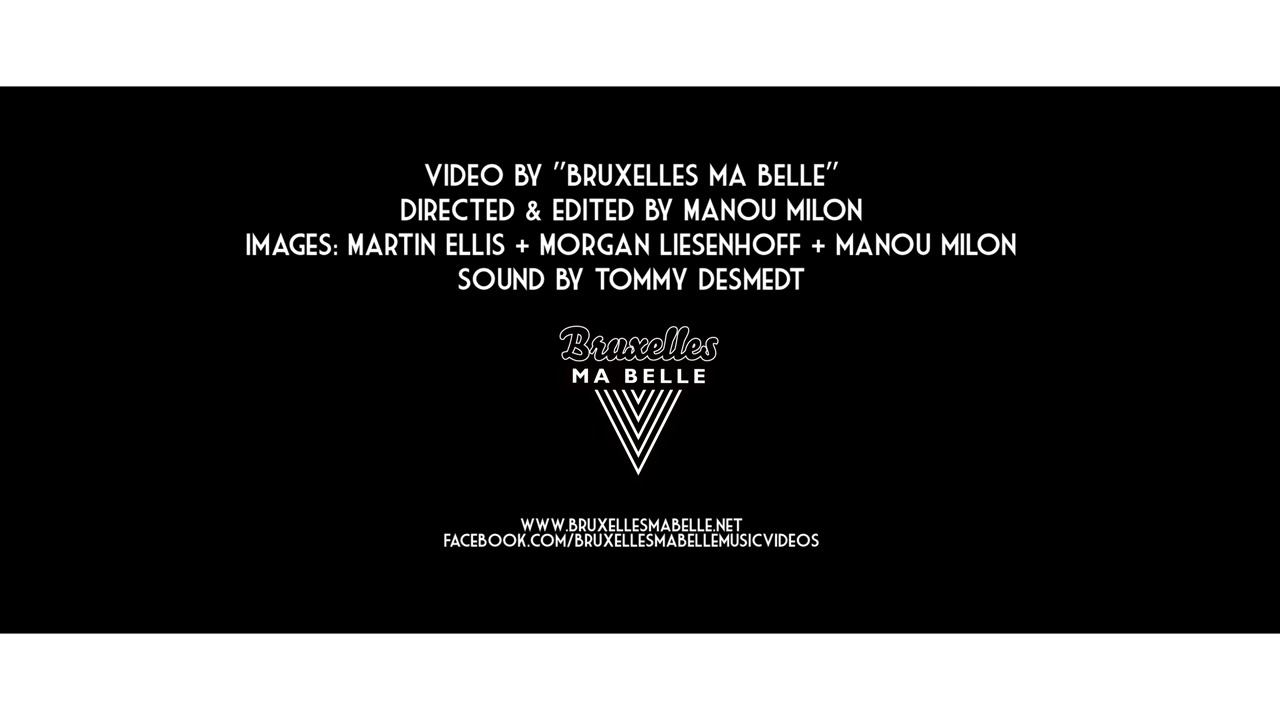 VIDEO BY "BRUXELLES MA BELLE"
DIRECTED & EDITED BY MANOU MILON
IMAGES: MARTIN ELLIS + MORGAN LIESENHOFF + MANOU MILON
SOUND BY TOMMY DESMEDT
Bruxelles
MA BELLE
WWW.BRUXELLESMABELLE.NET
FACEBOOK.COM/BRUXELLESMABELLEMUSICVIDEOS